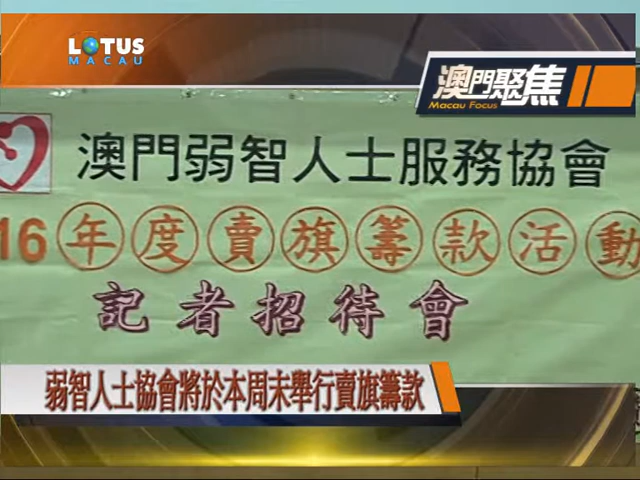 LOTUS
MACAU
澳門聚焦
Macau Focus
澳門弱智人士服務協會
16年度賣旗籌款活動
記者招待會
弱智人士協會將於本周末舉行賣旗籌款